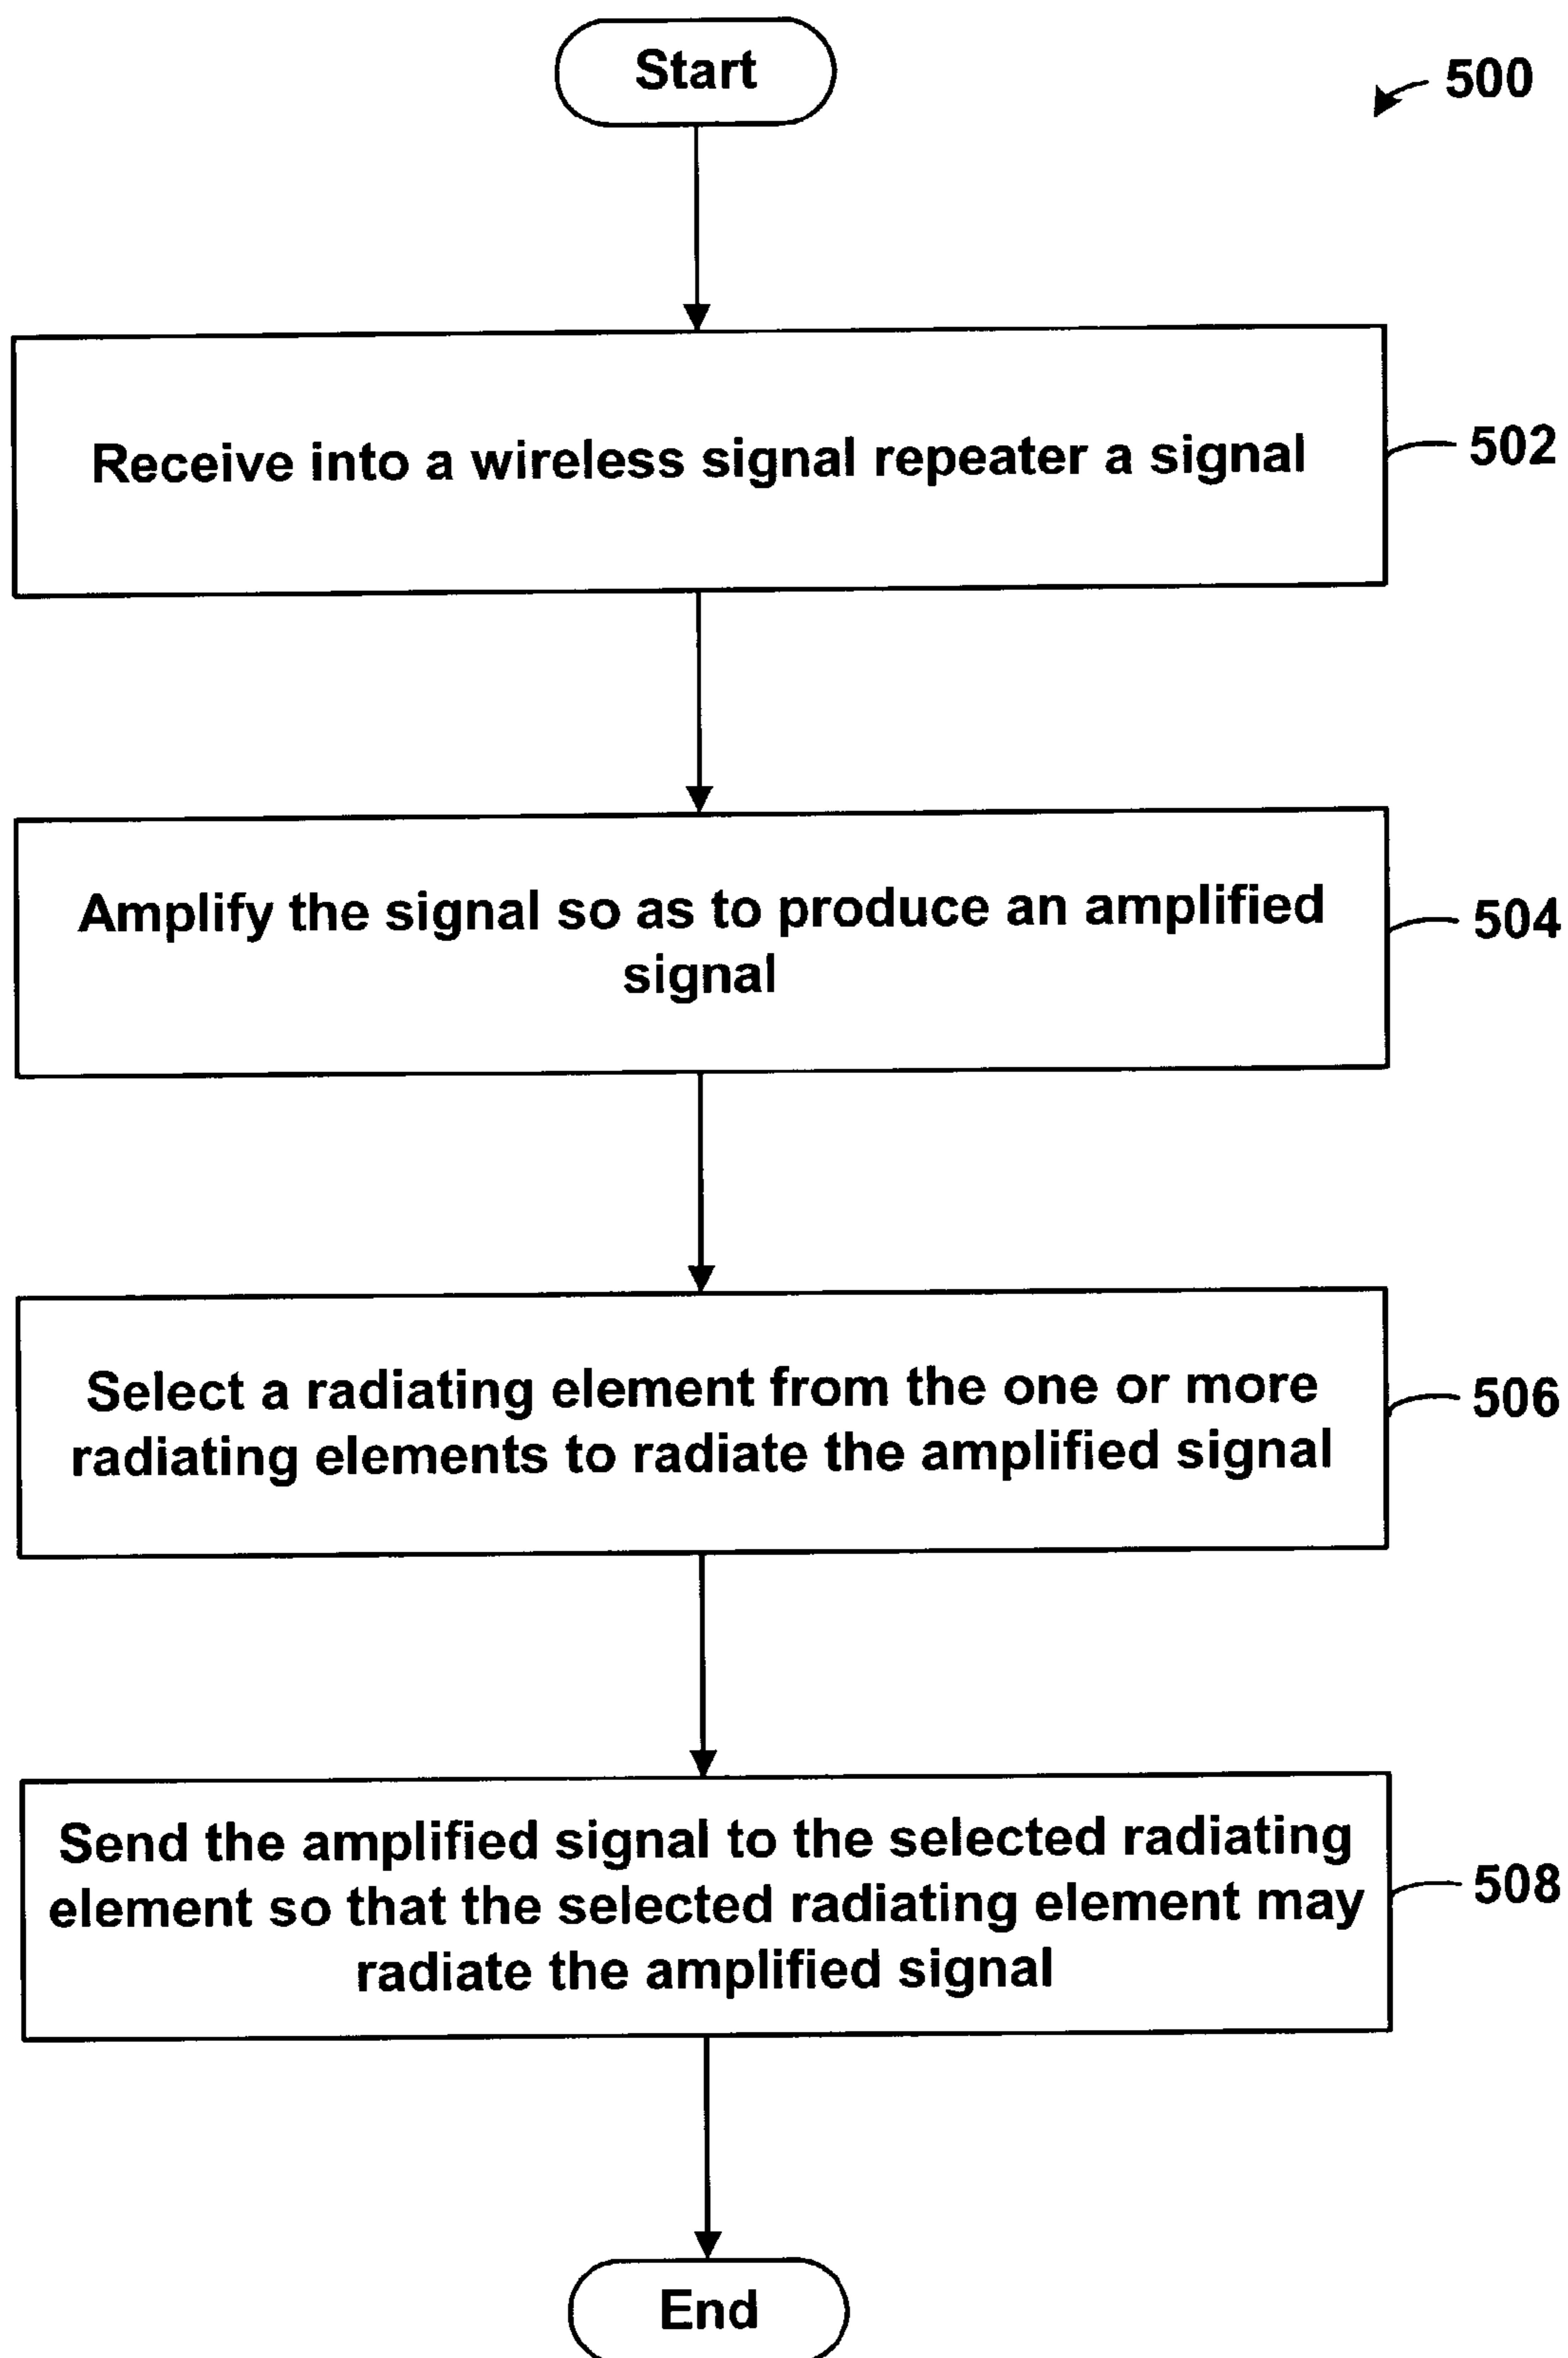 Start
500
Receive into a wireless signal repeater a signal
502
Amplify the signal so as to produce an amplified
signal
504
Select a radiating element from the one or more
radiating elements to radiate the amplified signal
506
Send the amplified signal to the selected radiating
element so that the selected radiating element may
radiate the amplified signal
508
End